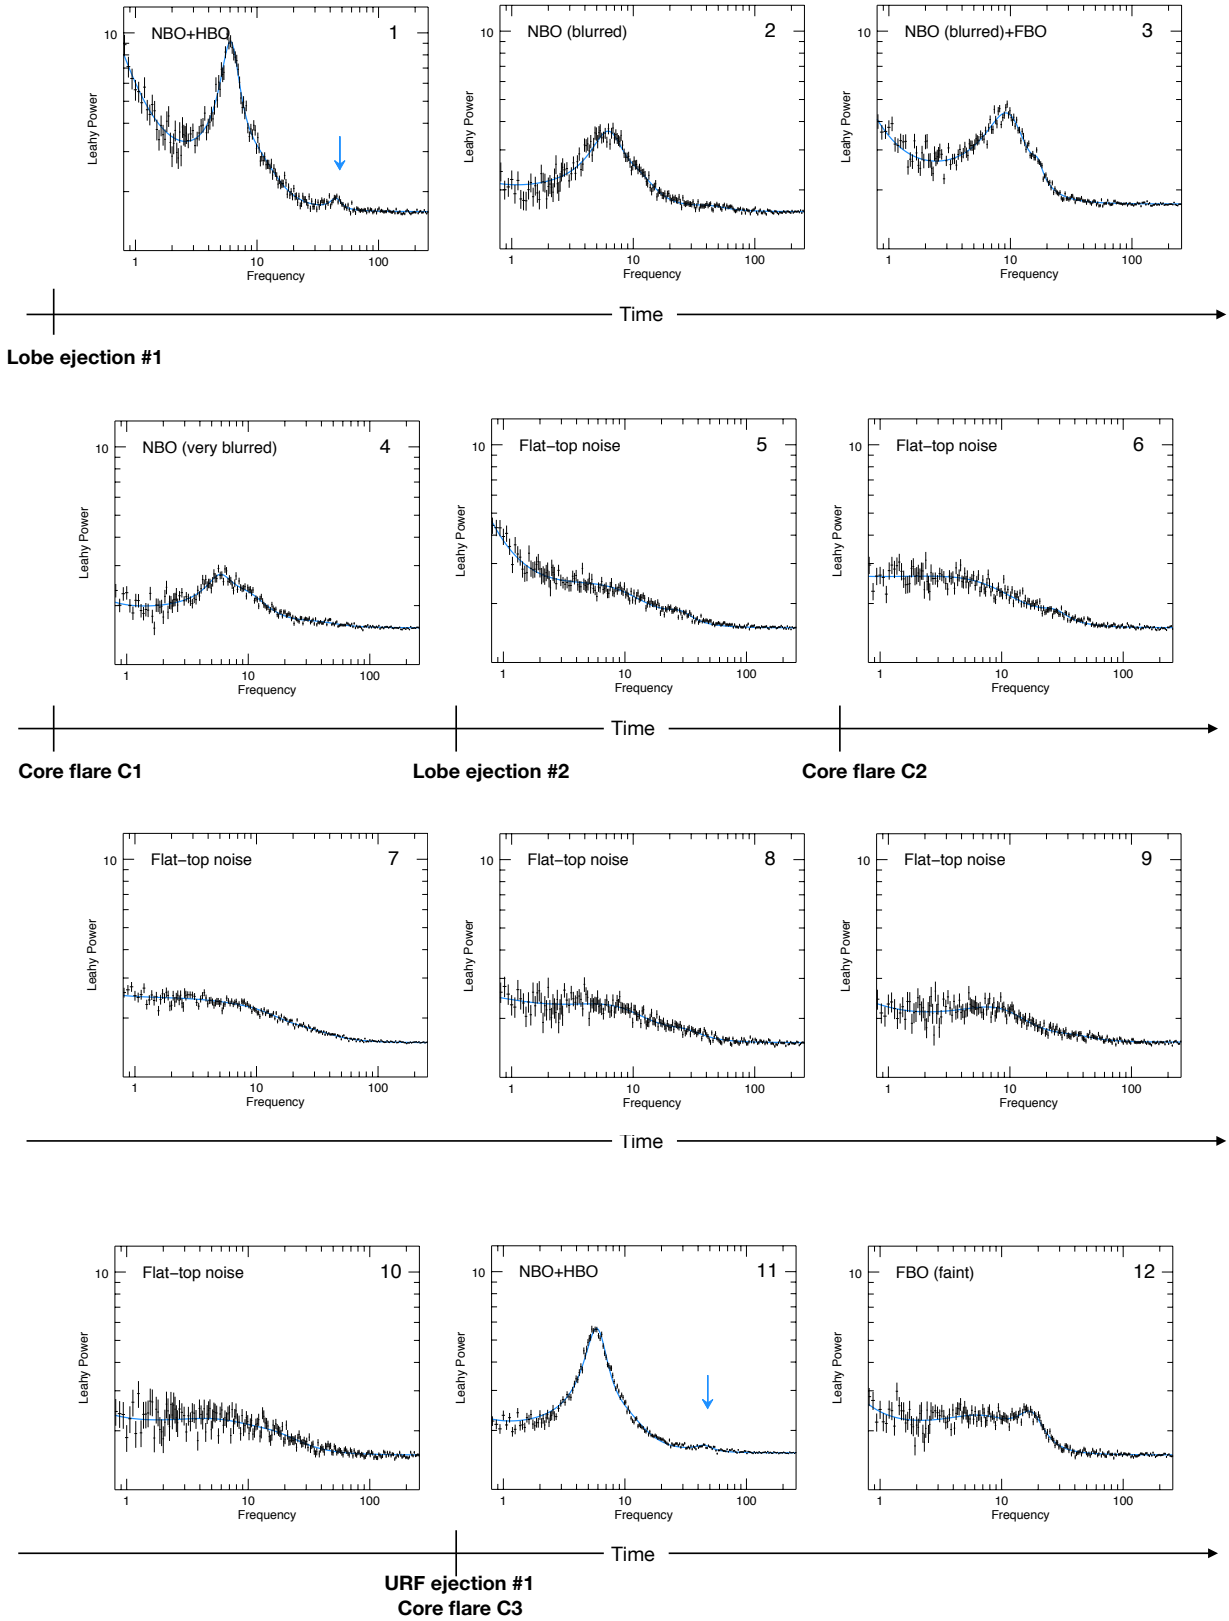 NBO+HBO 1
10
Leahy Power
1 10 100
Frequency
NBO (blurred) 2
10
Leahy Power
1 10 100
Frequency
NBO (blurred)+FBO 3
10
Leahy Power
1 10 100
Frequency
Time
Lobe ejection #1
NBO (very blurred) 4
10
Leahy Power
1 10 100
Frequency
Flat-top noise 5
10
Leahy Power
1 10 100
Frequency
Flat-top noise 6
10
Leahy Power
1 10 100
Frequency
Time
Core flare C1
Lobe ejection #2
Core flare C2
Flat-top noise 7
10
Leahy Power
1 10 100
Frequency
Flat-top noise 8
10
Leahy Power
1 10 100
Frequency
Flat-top noise 9
10
Leahy Power
1 10 100
Frequency
Time
Flat-top noise 10
10
Leahy Power
1 10 100
Frequency
NBO+HBO 11
10
Leahy Power
1 10 100
Frequency
FBO (faint) 12
10
Leahy Power
1 10 100
Frequency
Time
URF ejection #1
Core flare C3